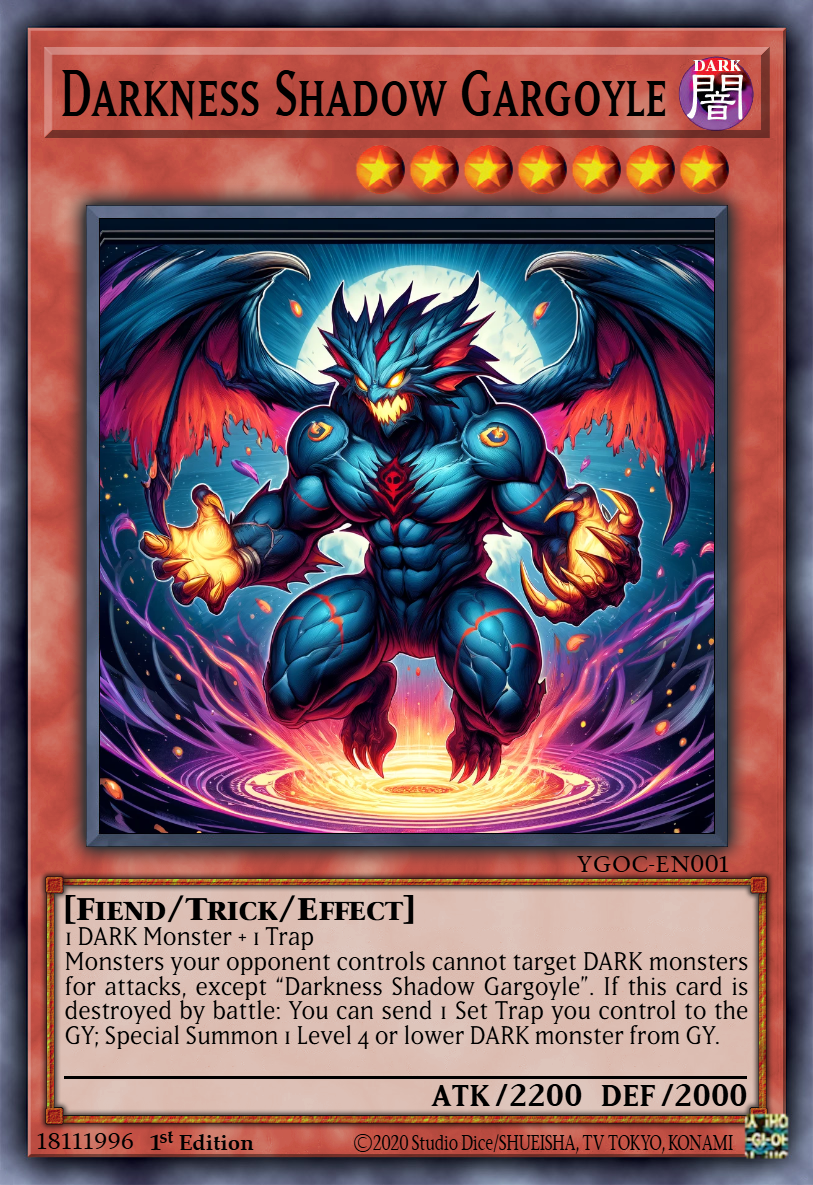 Darkness Shadow Gargoyle
DARK
闇
YGOC-EN001
[Fiend/Trick/Effect]
1 DARK Monster + 1 Trap
Monsters your opponent controls cannot target DARK monsters
for attacks, except “Darkness Shadow Gargoyle”. If this card is
destroyed by battle: You can send 1 Set Trap you control to the
GY; Special Summon 1 Level 4 or lower DARK monster from GY.
ATK/2200 DEF/2000
18111996 1st Edition ©2020 Studio Dice/SHUEISHA, TV TOKYO, KONAMI